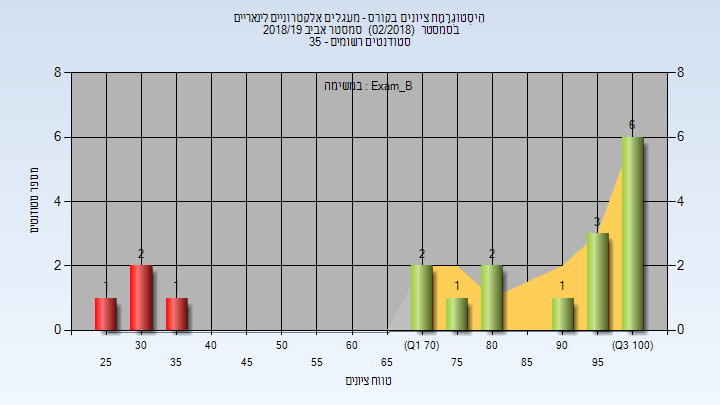 היסטוגרמת ציונים בקורס - מעגלים אלקטרוניים לינאריים
בסמסטר (02/2018) סמסטר אביב 2018/19
סטודנטים רשומים - 35
במשימה : Exam_B
מספר סטודנטים
8 8
6 6
4 4
2 2
0 0
1 2 1 2 1 2 1 3 6
30 40 50 60 (Q1 70) 80 90 (Q3 100)
25 35 45 55 65 75 85 95
טווח ציונים